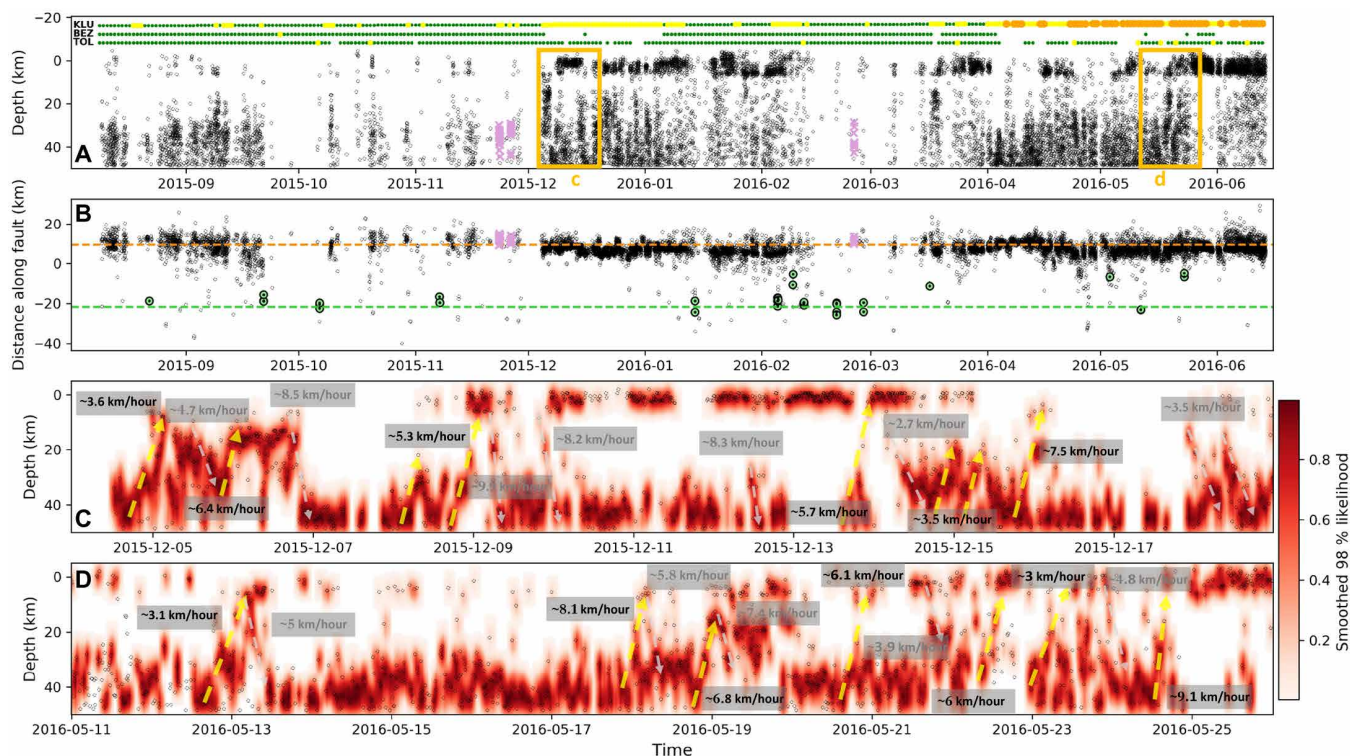 −20
0
20
40
Depth (km)
KLU
BEZ
TOL
A
c
d
2015-09
2015-10
2015-11
2015-12
2016-01
2016-02
2016-03
2016-04
2016-05
2016-06
Distance along fault (km)
20
0
−20
−40
B
2015-09
2015-10
2015-11
2015-12
2016-01
2016-02
2016-03
2016-04
2016-05
2016-06
Depth (km)
0
20
40
C
~3.6 km/hour
~4.7 km/hour
~8.5 km/hour
~6.4 km/hour
~5.3 km/hour
~8.2 km/hour
km/hour
~8.3 km/hour
~5.7 km/hour
~2.7 km/hour
~3.5 km/hour
~7.5 km/hour
~3.5 km/hour
2015-12-05
2015-12-07
2015-12-09
2015-12-11
2015-12-13
2015-12-15
2015-12-17
Depth (km)
0
20
40
D
~3.1 km/hour
~5 km/hour
~8.1 km/hour
~5.8 km/hour
~7.4 km/hour
~6.8 km/hour
~6.1 km/hour
~3.9 km/hour
~6 km/hour
~3 km/hour
~4.8 km/hour
~9.1 km/hour
2016-05-11
2016-05-13
2016-05-15
2016-05-17
2016-05-19
2016-05-21
2016-05-23
2016-05-25
Time
0.8
0.6
0.4
0.2
Smoothed 98 % likelihood